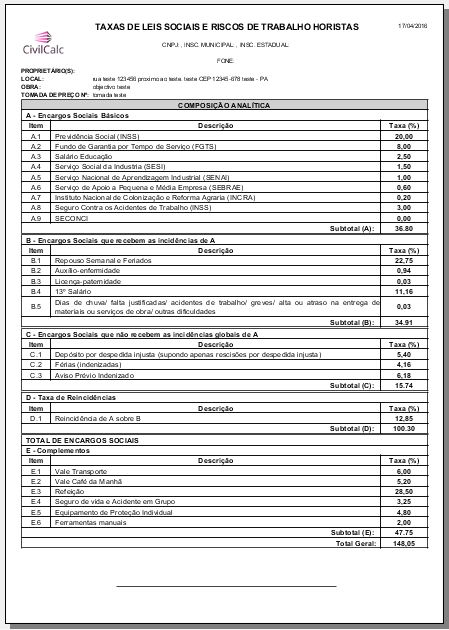 TAXAS DE LEIS SOCIAIS E RISCOS DE TRABALHO HORISTAS
17/04/2016
CivilCalc
CNPJ: , INSC. MUNICIPAL: , INSC. ESTADUAL:
FONE:
PROPRIETÁRIO(S):
LOCAL: rua teste 123456 proximo ao teste. teste CEP 12345-678 teste - PA
OBRA: objectivo teste
TOMADA DE PREÇO Nº: tomada teste
COMPOSIÇÃO ANALÍTICA
A - Encargos Sociais Básicos
Item Descrição Taxa (%)
A.1 Previdência Social (INSS) 20,00
A.2 Fundo de Garantia por Tempo de Serviço (FGTS) 8,00
A.3 Salário Educação 2,50
A.4 Serviço Social da Industria (SESI) 1,50
A.5 Serviço Nacional de Aprendizagem Industrial (SENAI) 1,00
A.6 Serviço de Apoio a Pequena e Média Empresa (SEBRAE) 0,60
A.7 Instituto Nacional de Colonização e Reforma Agraria (INCRA) 0,20
A.8 Seguro Contra os Acidentes de Trabalho (INSS) 3,00
A.9 SECONCI 0,00
Subtotal (A): 36.80
B - Encargos Sociais que recebem as incidências de A
Item Descrição Taxa (%)
B.1 Repouso Semanal e Feriados 22,75
B.2 Auxílio-enfermidade 0,94
B.3 Licença-paternidade 0,03
B.4 13º Salário 11,16
B.5 Dias de chuva/ falta justificadas/ acidentes de trabalho/ greves/ alta ou atraso na entrega de
materiais ou serviços de obra/ outras dificuldades 0,03
Subtotal (B): 34.91
C - Encargos Sociais que não recebem as incidências globais de A
Item Descrição Taxa (%)
C.1 Depósito por despedida injusta (supondo apenas rescisões por despedida injusta) 5,40
C.2 Férias (indenizadas) 4,16
C.3 Aviso Prévio Indenizado 6,18
Subtotal (C): 15.74
D - Taxa de Reincidências
Item Descrição Taxa (%)
D.1 Reincidência de A sobre B 12,85
Subtotal (D): 100.30
TOTAL DE ENCARGOS SOCIAIS
E - Complementos
Item Descrição Taxa (%)
E.1 Vale Transporte 6,00
E.2 Vale Café da Manhã 5,20
E.3 Refeição 28,50
E.4 Seguro de vida e Acidente em Grupo 3,25
E.5 Equipamento de Proteção Individual 4,80
E.6 Ferramentas manuais 2,00
Subtotal (E): 47.75
Total Geral: 148,05